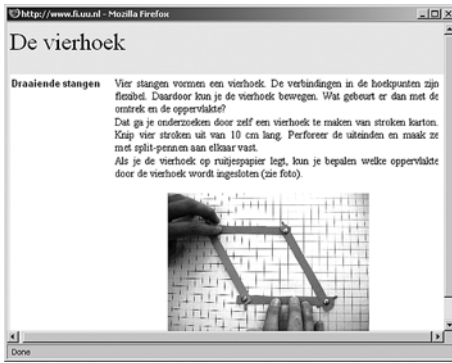 http://www.fi.uu.nl - Mozilla Firefox
De vierhoek
Draaiende stangen
Vier stangen vormen een vierhoek. De verbindingen in de hoekpunten zijn
flexibel. Daardoor kun je de vierhoek bewegen. Wat gebeurt er dan met de
omtrek en de oppervlakte?
Dat ga je onderzoeken door zelf een vierhoek te maken van stroken karton.
Knip vier stroken uit van 10 cm lang. Perforeer de uiteinden en maak ze
met split-pennen aan elkaar vast.
Als je de vierhoek op ruitjespapier legt, kun je bepalen welke oppervlakte
door de vierhoek wordt ingesloten (zie foto).
Done